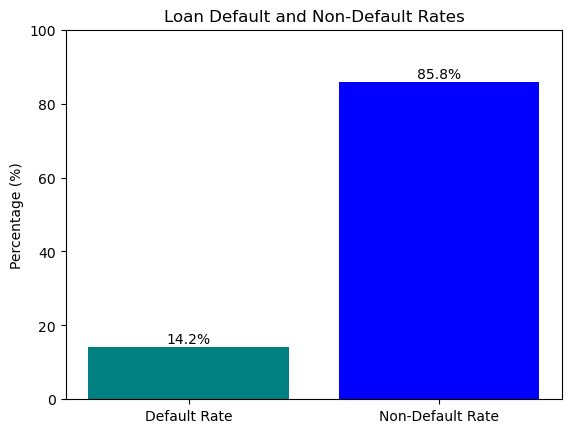 Loan Default and Non-Default Rates
100
80
60
40
20
0
Percentage (%)
14.2%
85.8%
Default Rate
Non-Default Rate